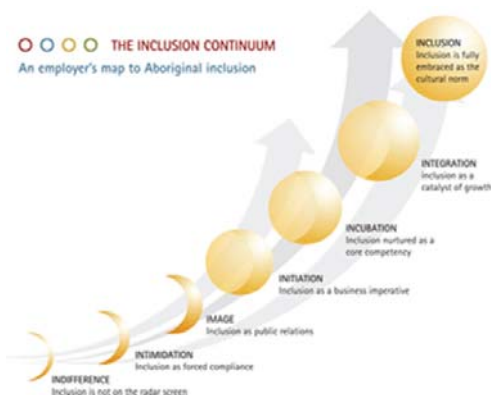 THE INCLUSION CONTINUUM
An employer's map to Aboriginal inclusion
INCLUSION
Inclusion is fully
embraced as the
cultural norm
INTEGRATION
Inclusion as a
catalyst of growth
INCUBATION
Inclusion nurtured as a
core competency
INITIATION
Inclusion as a business imperative
IMAGE
Inclusion as public relations
INTIMIDATION
Inclusion as forced compliance
INDIFFERENCE
Inclusion is not on the radar screen